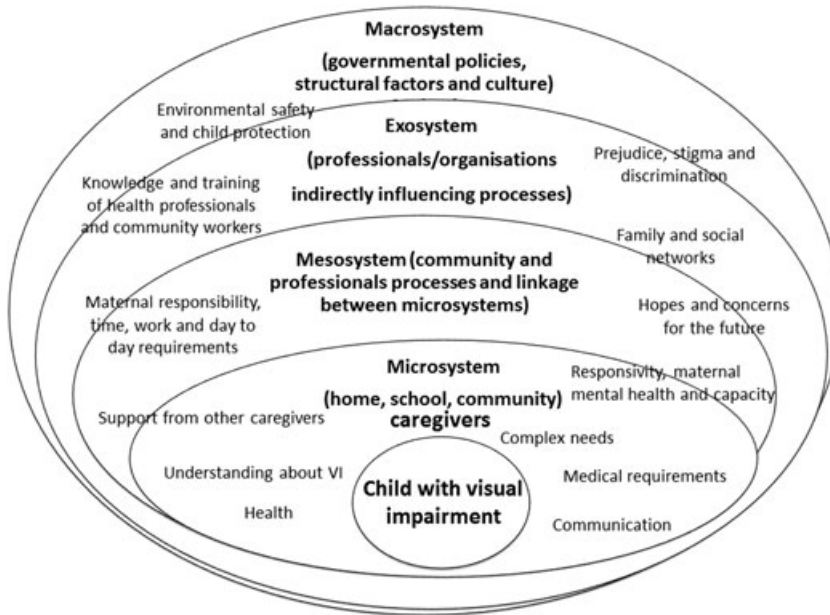 Macrosystem
(governmental policies,
structural factors and culture)
Environmental safety
and child protection
Exosystem
(professionals/organisations
indirectly influencing processes)
Prejudice, stigma and
discrimination
Knowledge and training
of health professionals
and community workers
Family and social
networks
Mesosystem (community and
professionals processes and linkage
between microsystems)
Maternal responsibility,
time, work and day to
day requirements
Hopes and concerns
for the future
Microsystem
(home, school, community)
caregivers
Responsivity, maternal
mental health and capacity
Support from other caregivers
Complex needs
Understanding about VI
Medical requirements
Child with visual
impairment
Health
Communication